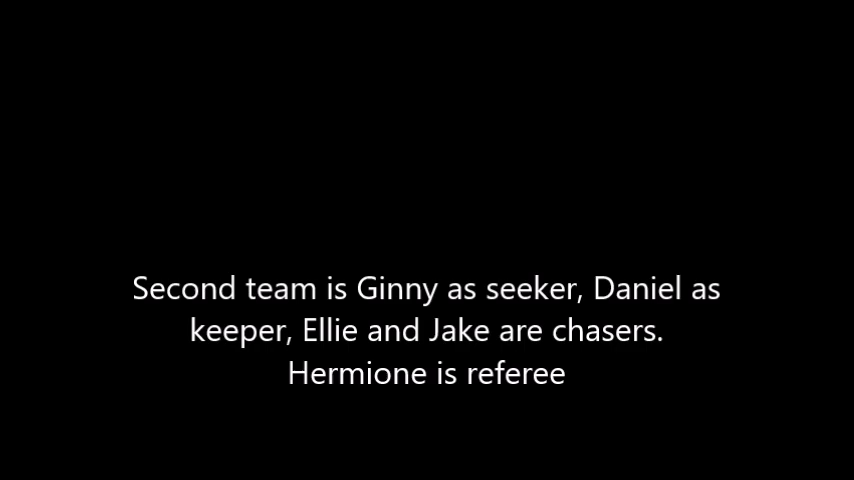 Second team is Ginny as seeker, Daniel as
keeper, Ellie and Jake are chasers.
Hermione is referee